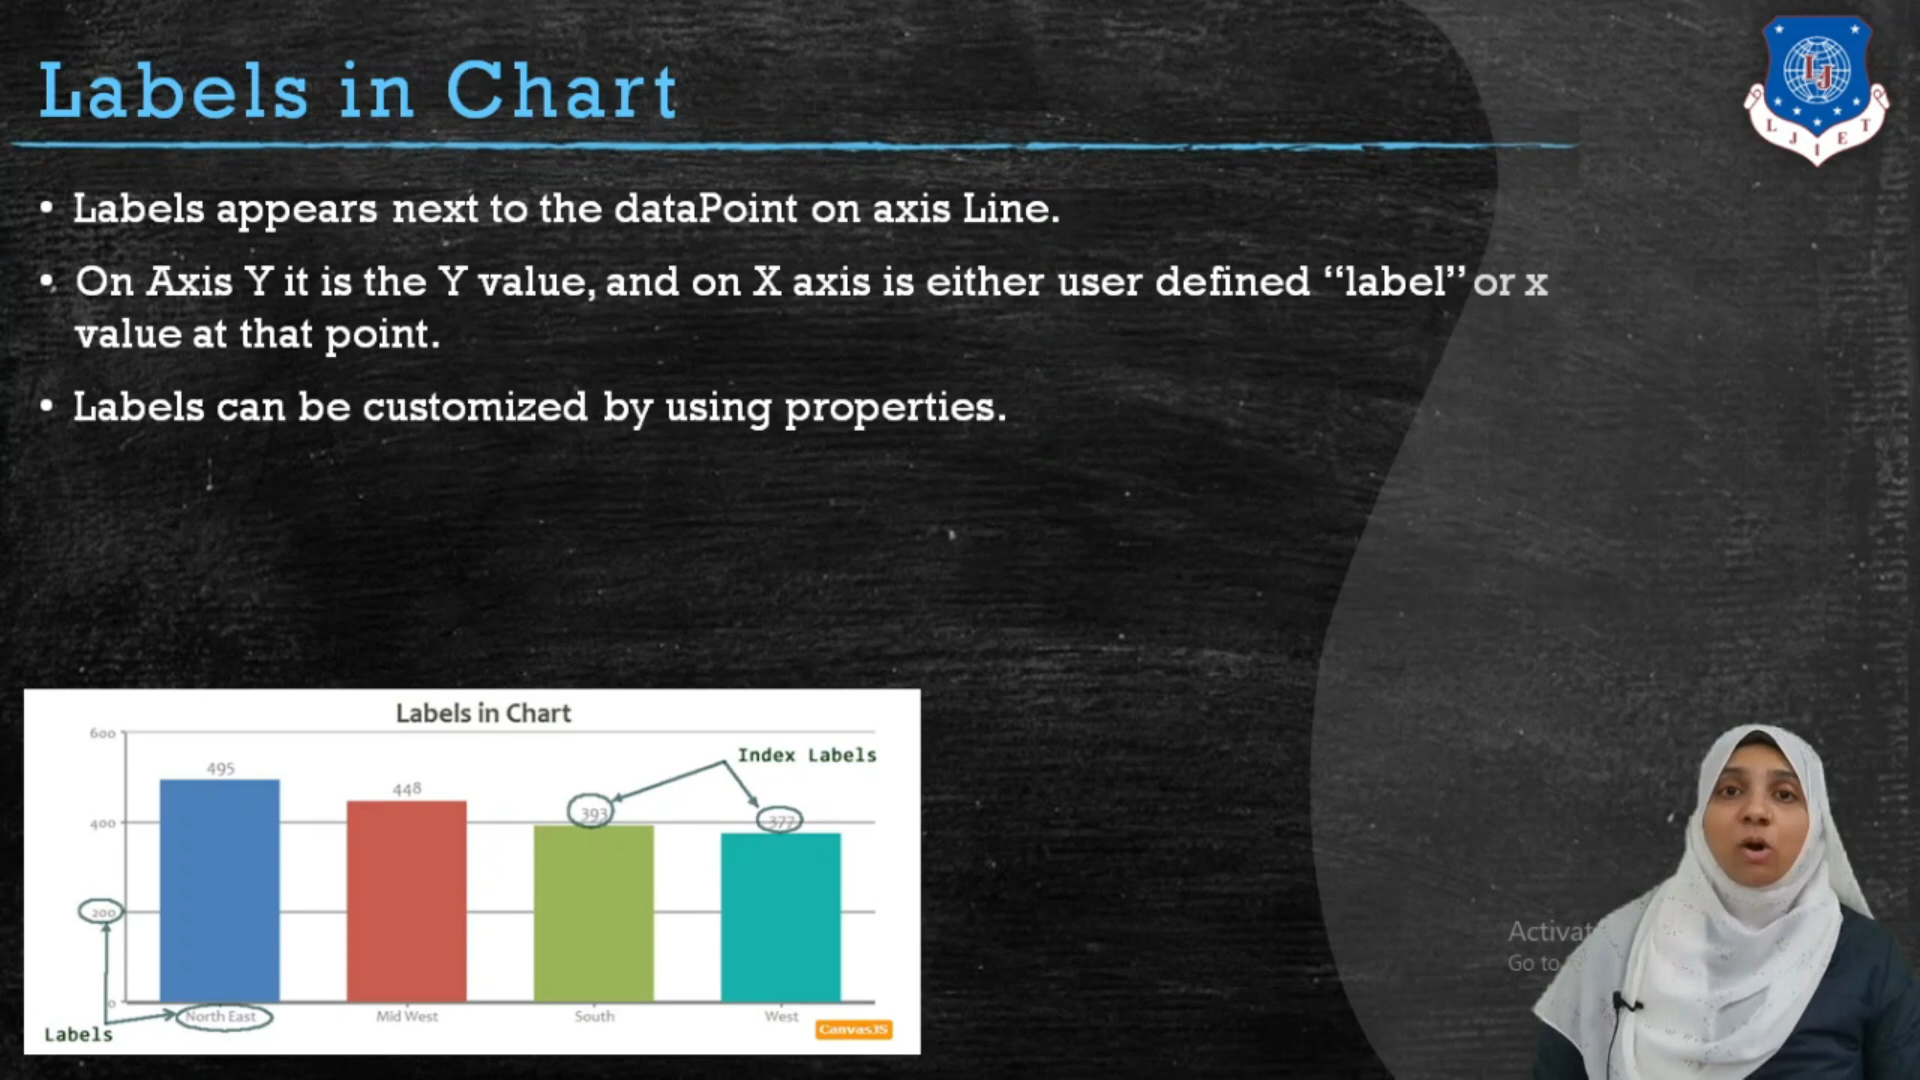 Labels in Chart
LJIET
• Labels appears next to the dataPoint on axis Line.
• On Axis Y it is the Y value, and on X axis is either user defined “label” or x
value at that point.
• Labels can be customized by using properties.
Labels in Chart
600
Index Labels
495
448
393
377
400
200
0
North East
Mid West
South
West
Labels
CanvasJS
Go to